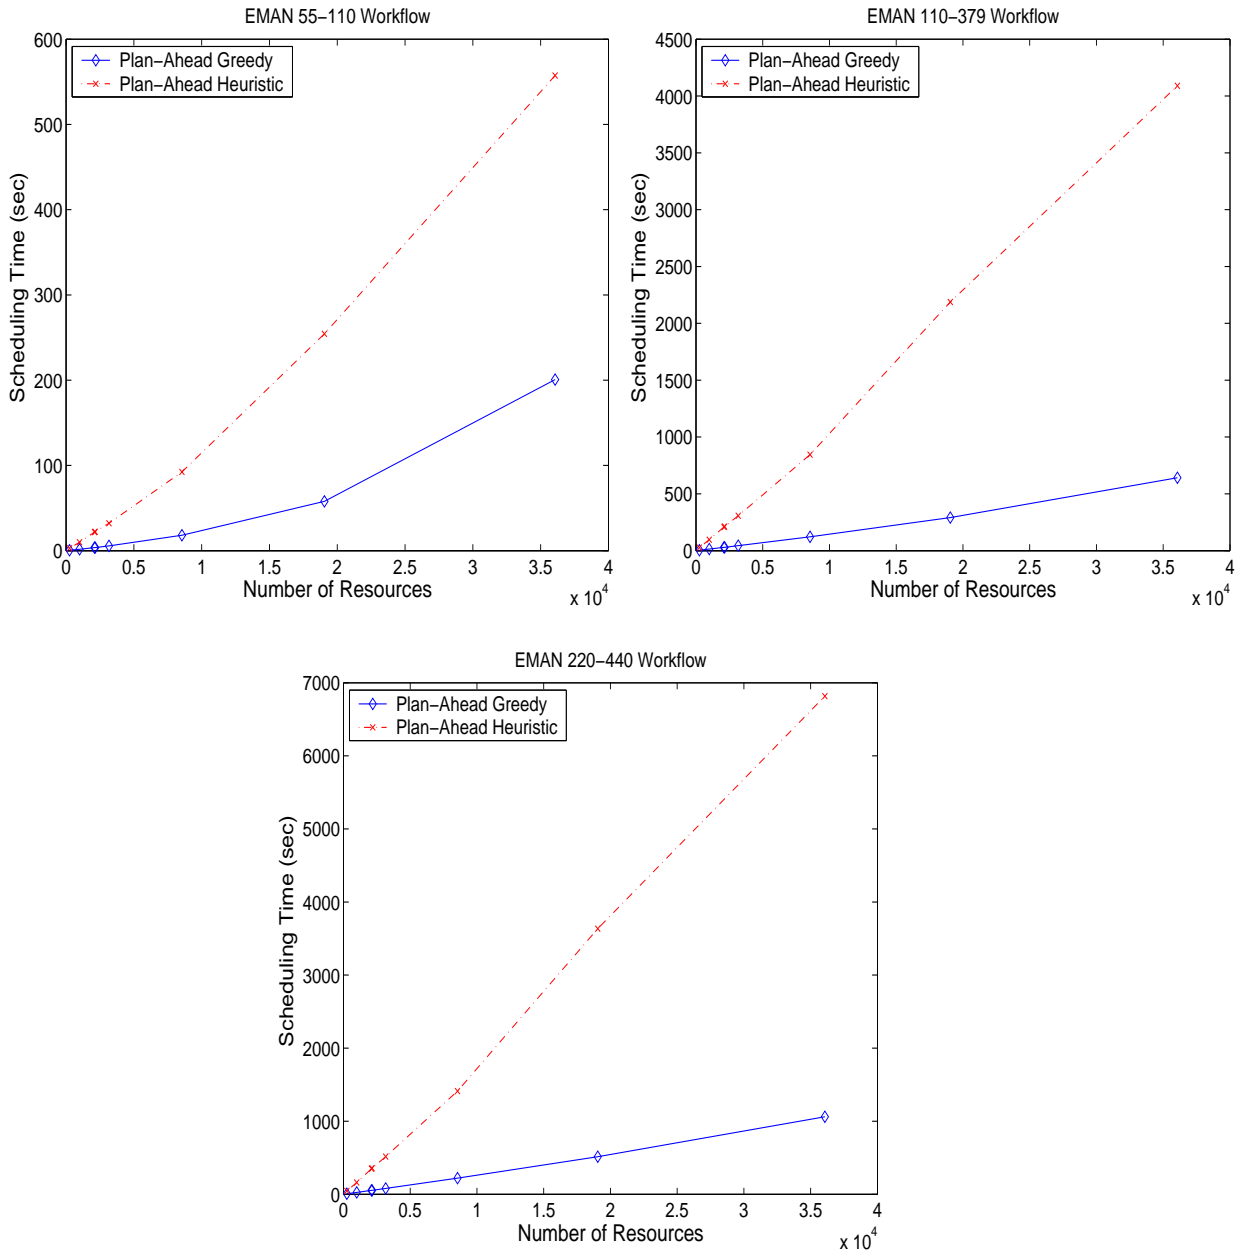 EMAN 55−110 Workflow
600
500
400
300
200
100
0
Scheduling Time (sec)
Plan−Ahead Greedy
Plan−Ahead Heuristic
0 0.5 1 1.5 2 2.5 3 3.5 4
Number of Resources
x 10^4
EMAN 110−379 Workflow
4500
4000
3500
3000
2500
2000
1500
1000
500
0
Scheduling Time (sec)
Plan−Ahead Greedy
Plan−Ahead Heuristic
0 0.5 1 1.5 2 2.5 3 3.5 4
Number of Resources
x 10^4
EMAN 220−440 Workflow
7000
6000
5000
4000
3000
2000
1000
0
Scheduling Time (sec)
Plan−Ahead Greedy
Plan−Ahead Heuristic
0 0.5 1 1.5 2 2.5 3 3.5 4
Number of Resources
x 10^4